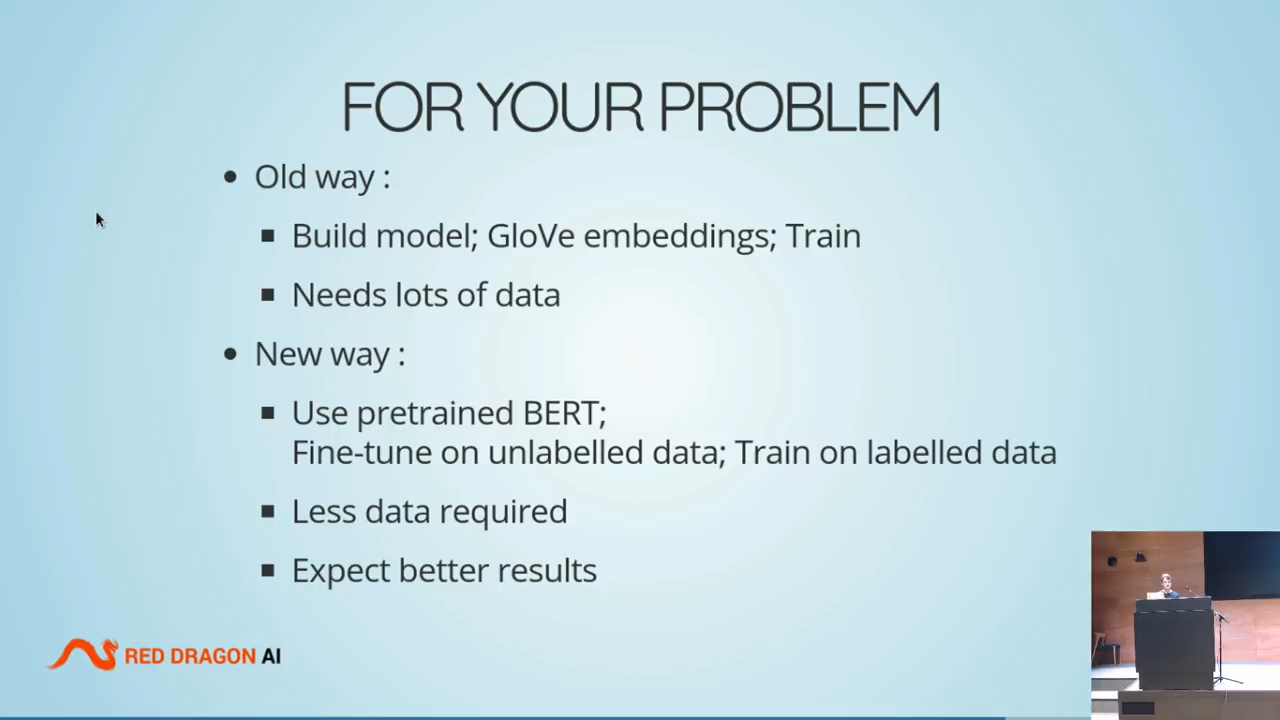 FOR YOUR PROBLEM
Old way :
Build model; GloVe embeddings; Train
Needs lots of data
New way :
Use pretrained BERT;
Fine-tune on unlabelled data; Train on labelled data
Less data required
Expect better results
RED DRAGON AI